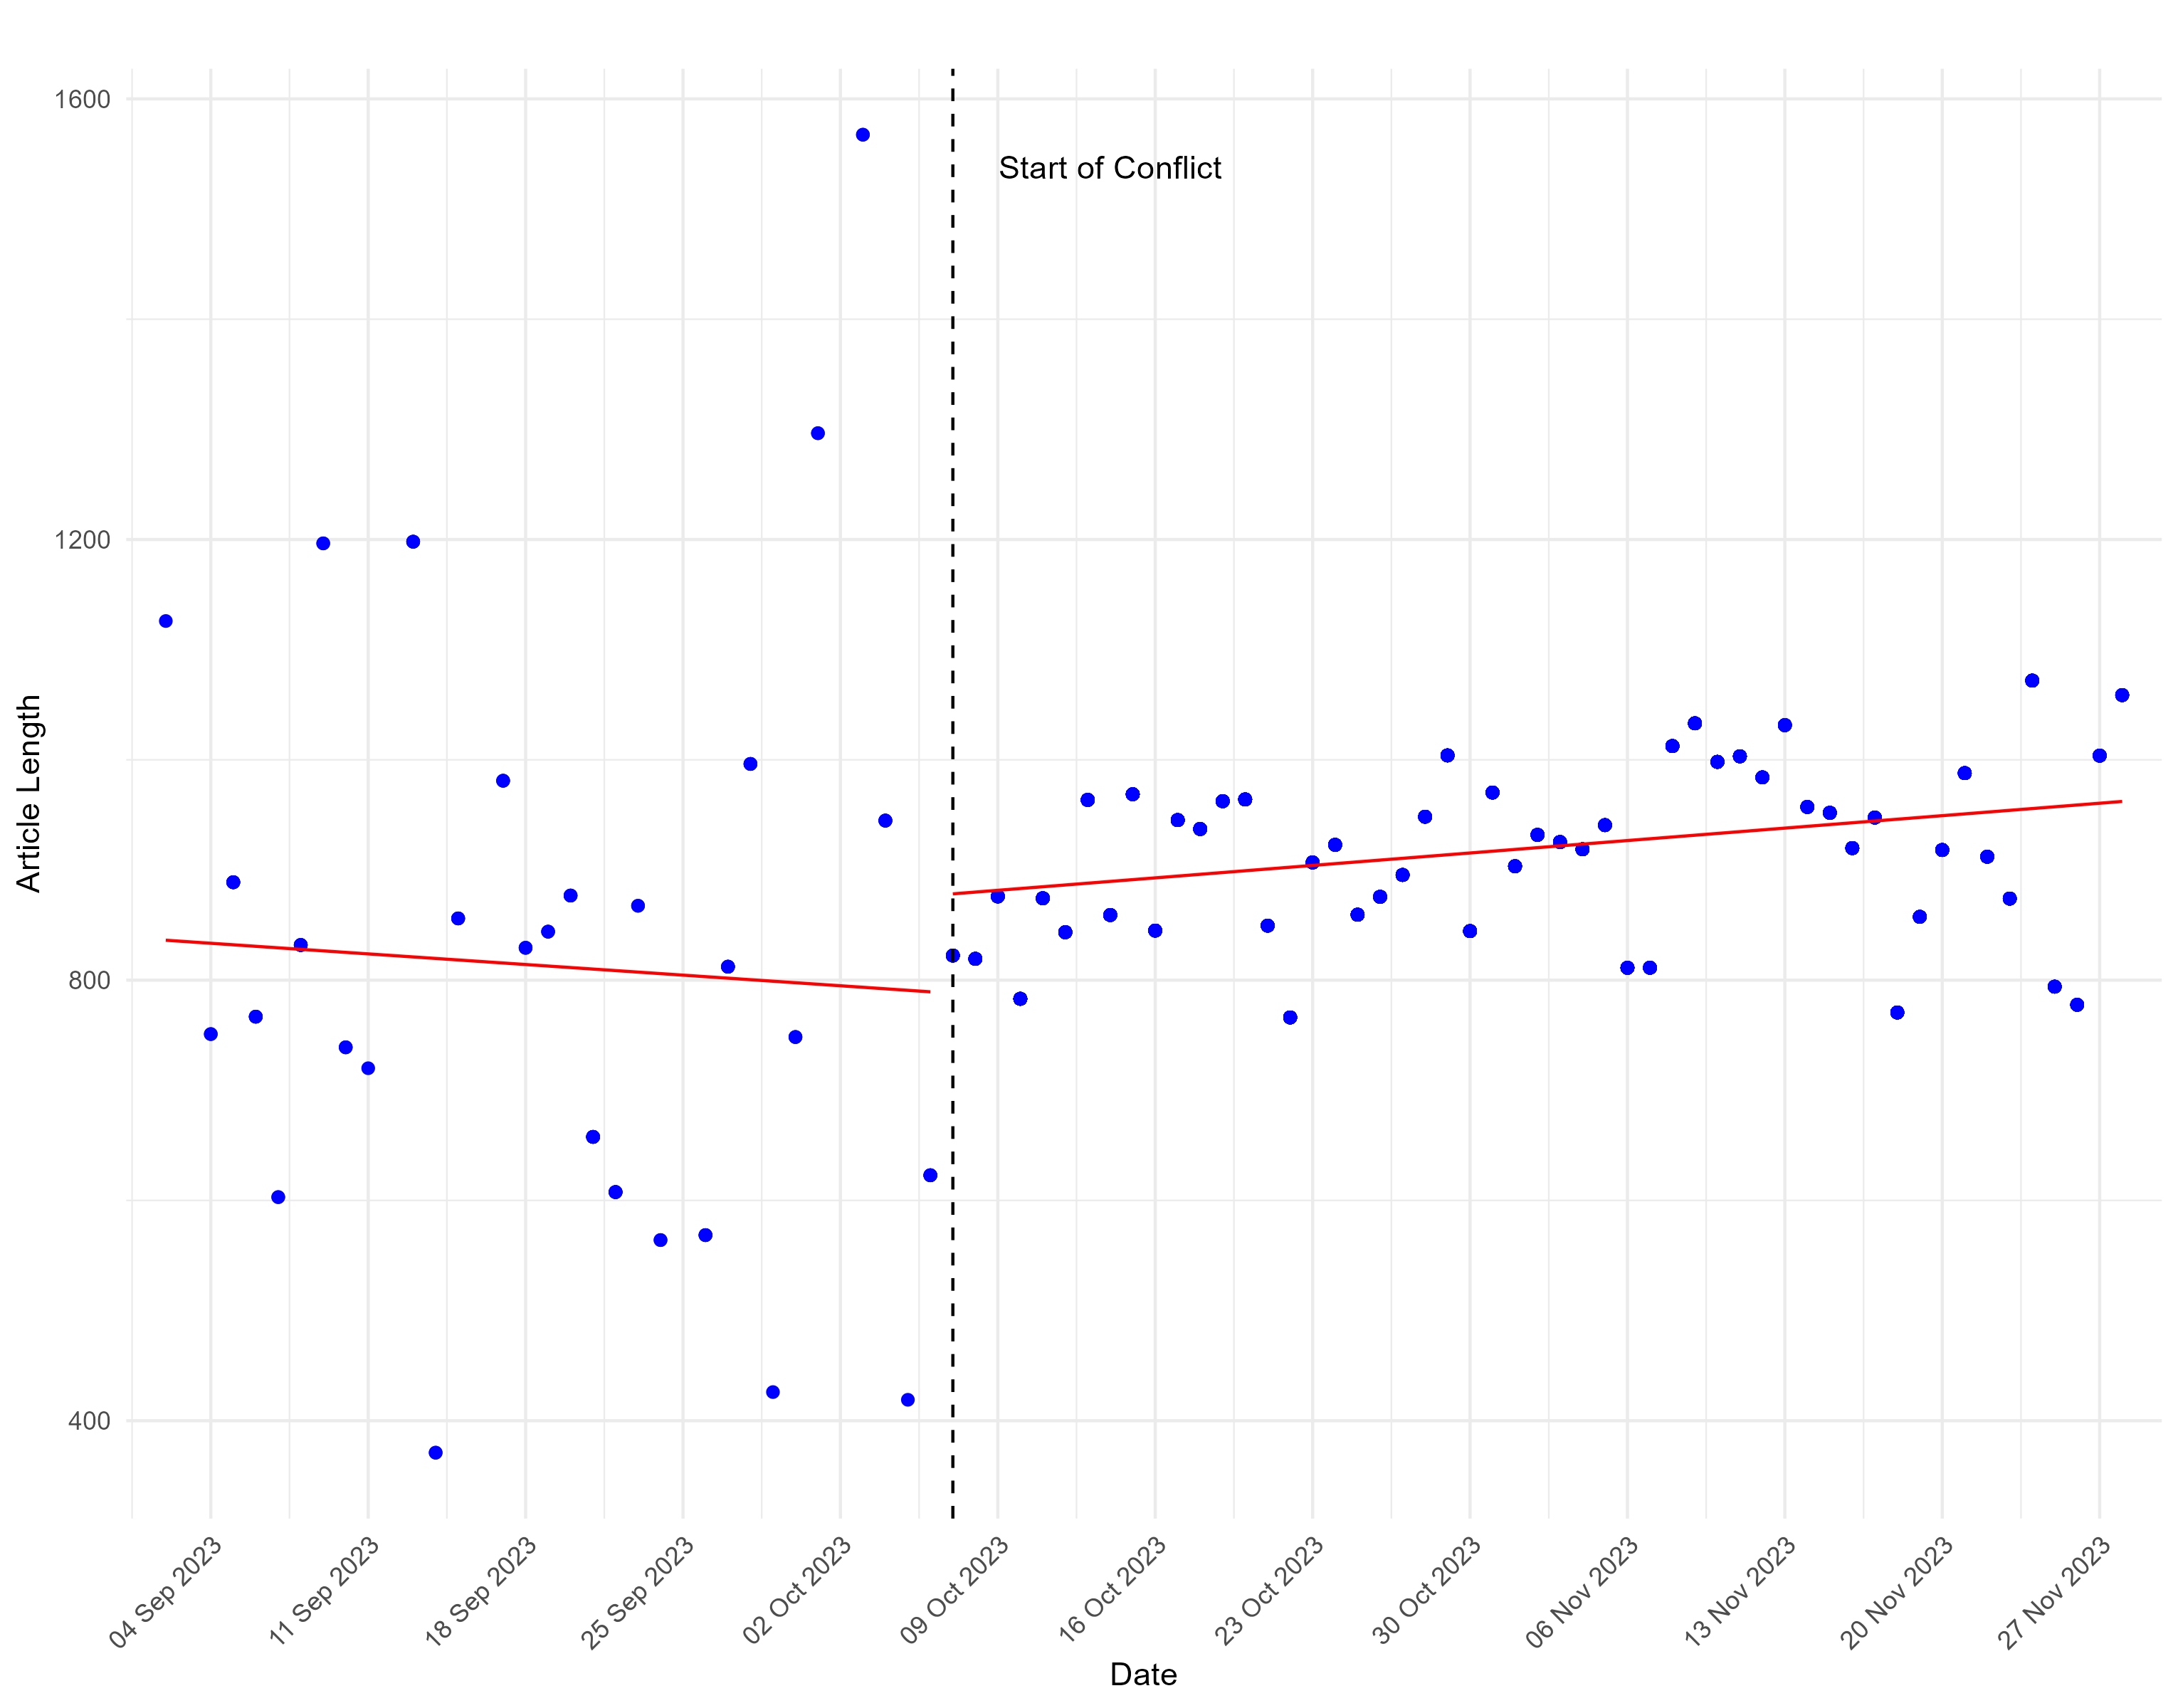 1600
Start of Conflict
1200
Article Length
800
400
04 Sep 2023
11 Sep 2023
18 Sep 2023
25 Sep 2023
02 Oct 2023
09 Oct 2023
16 Oct 2023
23 Oct 2023
30 Oct 2023
06 Nov 2023
13 Nov 2023
20 Nov 2023
27 Nov 2023
Date